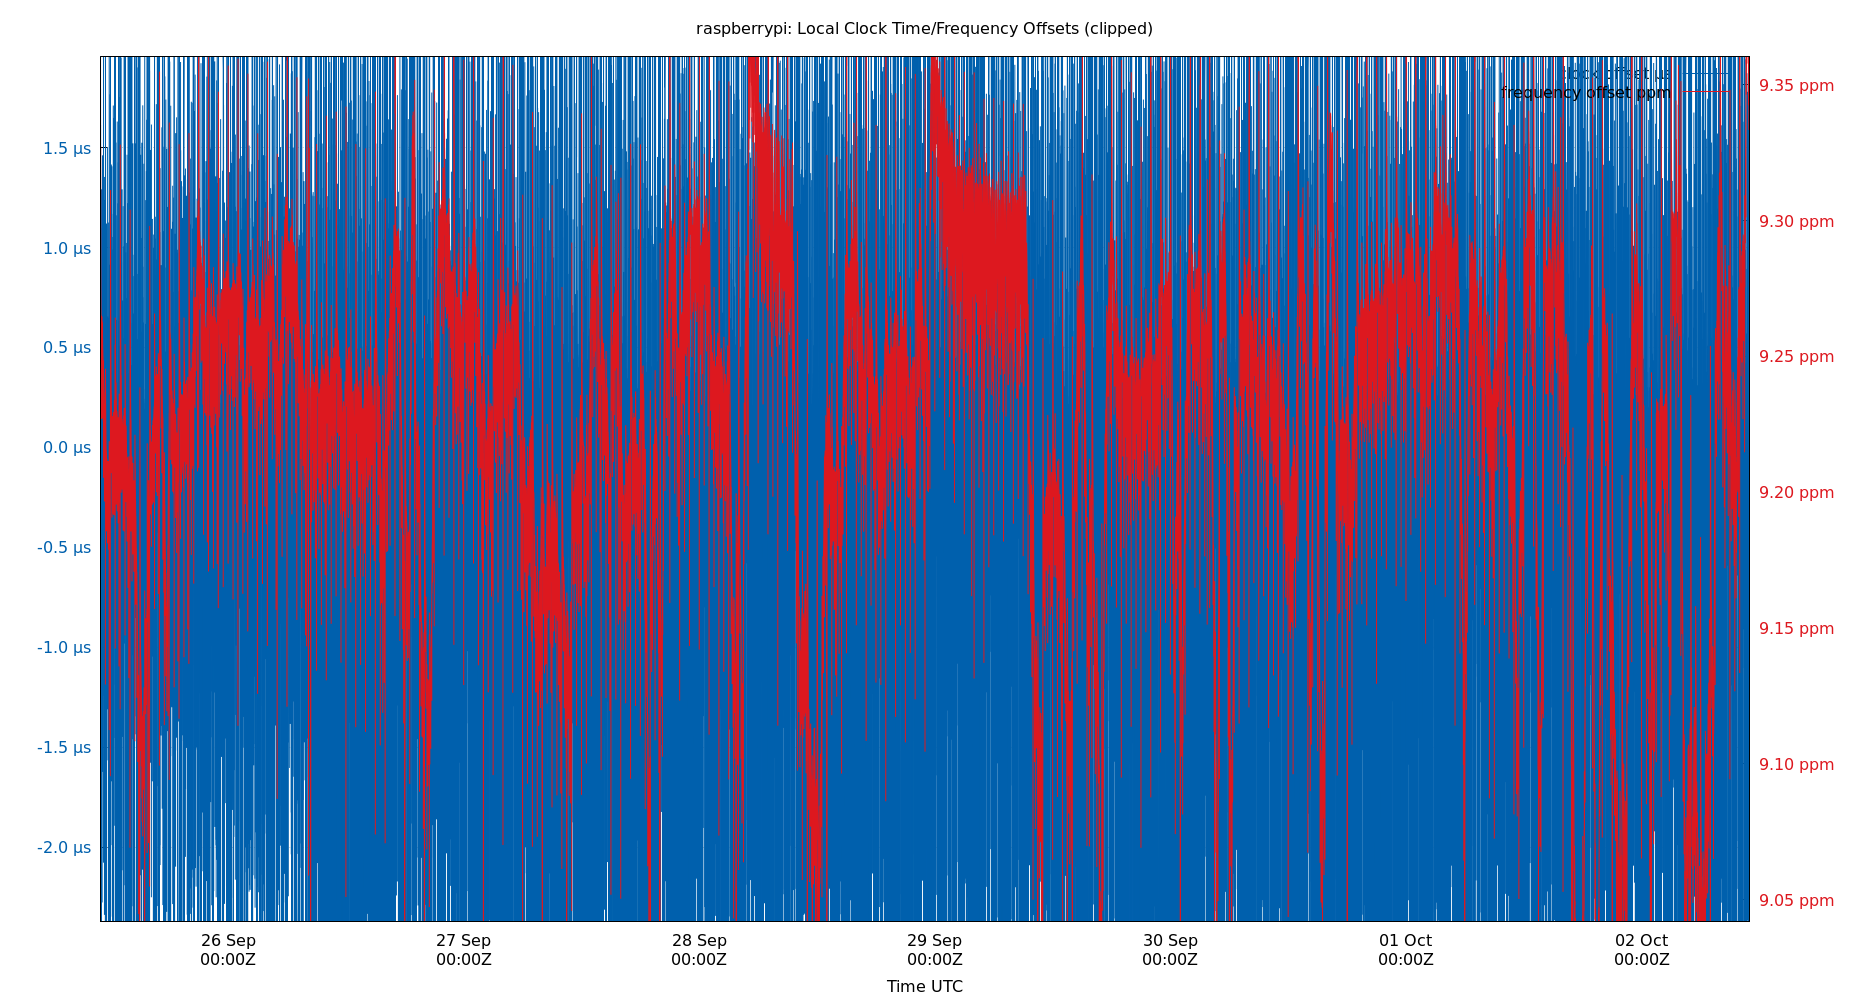 raspberrypi: Local Clock Time/Frequency Offsets (clipped)
clock offset µs
frequency offset ppm
1.5 µs
1.0 µs
0.5 µs
0.0 µs
-0.5 µs
-1.0 µs
-1.5 µs
-2.0 µs
9.35 ppm
9.30 ppm
9.25 ppm
9.20 ppm
9.15 ppm
9.10 ppm
9.05 ppm
26 Sep 27 Sep 28 Sep 29 Sep 30 Sep 01 Oct 02 Oct
00:00Z 00:00Z 00:00Z 00:00Z 00:00Z 00:00Z 00:00Z
Time UTC